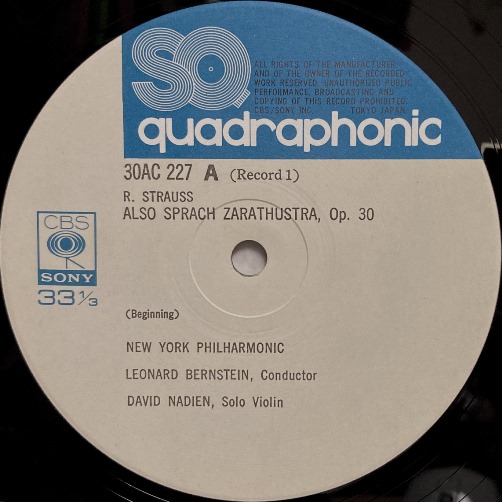 SQ
ALL RIGHTS OF THE MANUFACTURER
AND OF THE OWNER OF THE RECORDED
WORK RESERVED. UNAUTHORIZED PUBLIC
PERFORMANCE, BROADCASTING AND
COPYING OF THIS RECORD PROHIBITED.
CBS/SONY INC. TOKYO JAPAN
quadraphonic
30AC 227 A (Record 1)
R. STRAUSS
ALSO SPRACH ZARATHUSTRA, Op. 30
CBS
SONY
33 1/3
(Beginning)
NEW YORK PHILHARMONIC
LEONARD BERNSTEIN, Conductor
DAVID NADIEN, Solo Violin